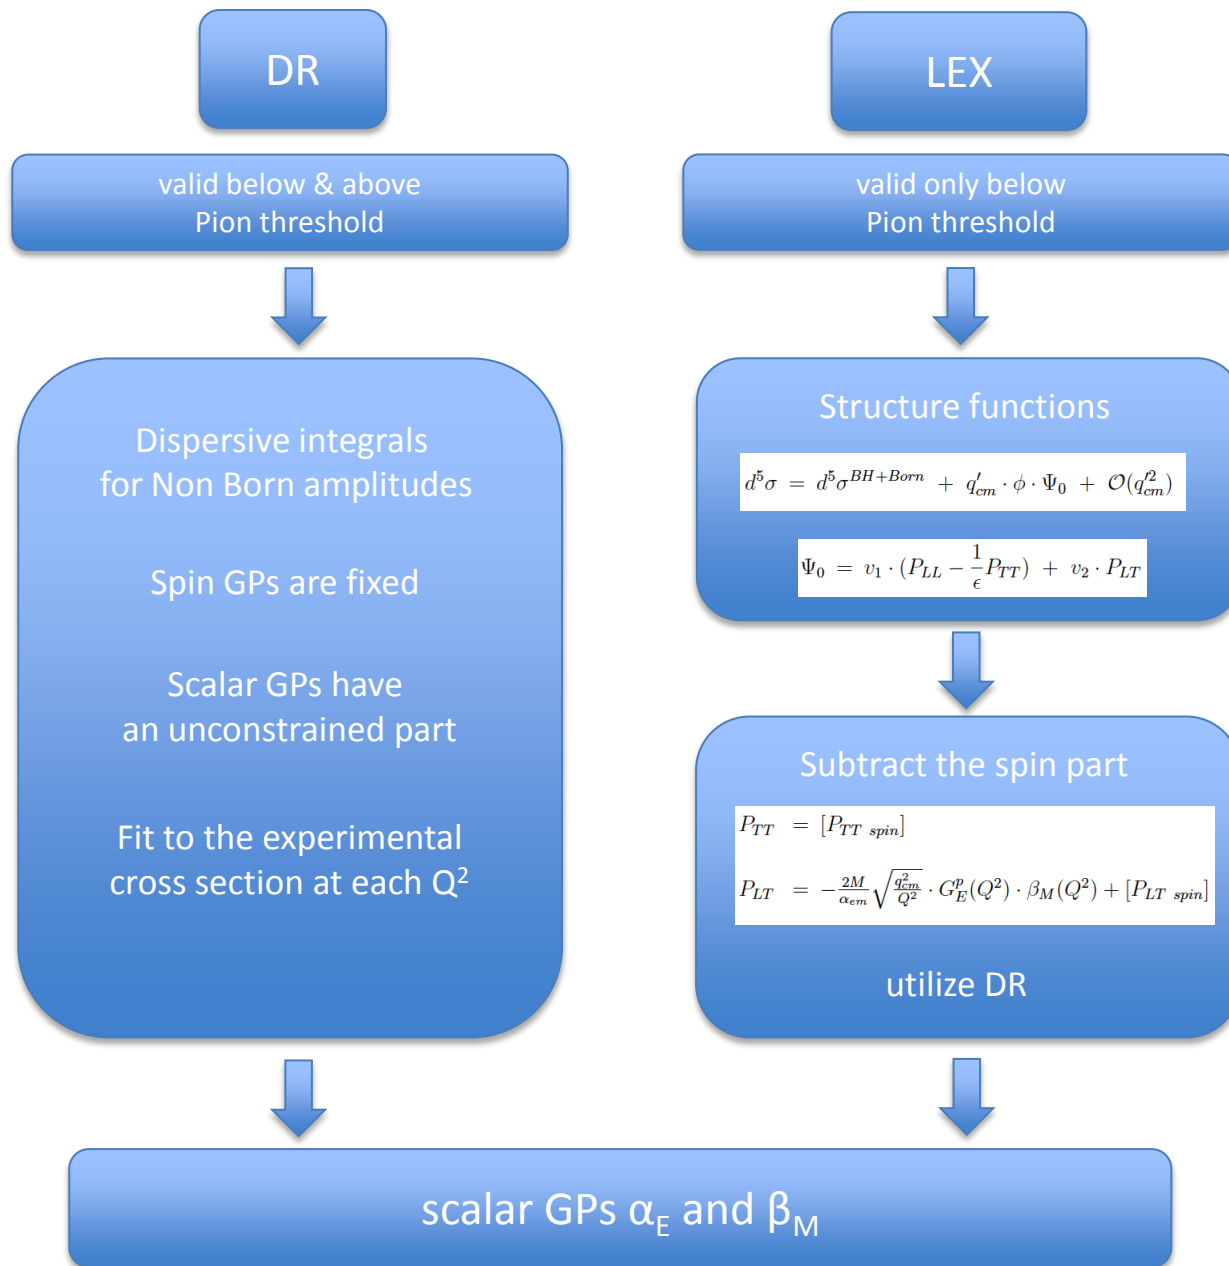 DR
valid below & above
Pion threshold
Dispersive integrals
for Non Born amplitudes
Spin GPs are fixed
Scalar GPs have
an unconstrained part
Fit to the experimental
cross section at each Q²
LEX
valid only below
Pion threshold
Structure functions
d⁵σ = d⁵σ^{BH+Born} + q′_{cm} · ϕ · Ψ₀ + 𝒪(q′²_{cm})
Ψ₀ = v₁ · (P_{LL} − \frac{1}{ϵ} P_{TT}) + v₂ · P_{LT}
Subtract the spin part
P_{TT} = [P_{TT spin}]
P_{LT} = −\frac{2M}{α_{em}} \sqrt{\frac{q²_{cm}}{Q²}} · G^p_E(Q²) · β_M(Q²) + [P_{LT spin}]
utilize DR
scalar GPs α_E and β_M